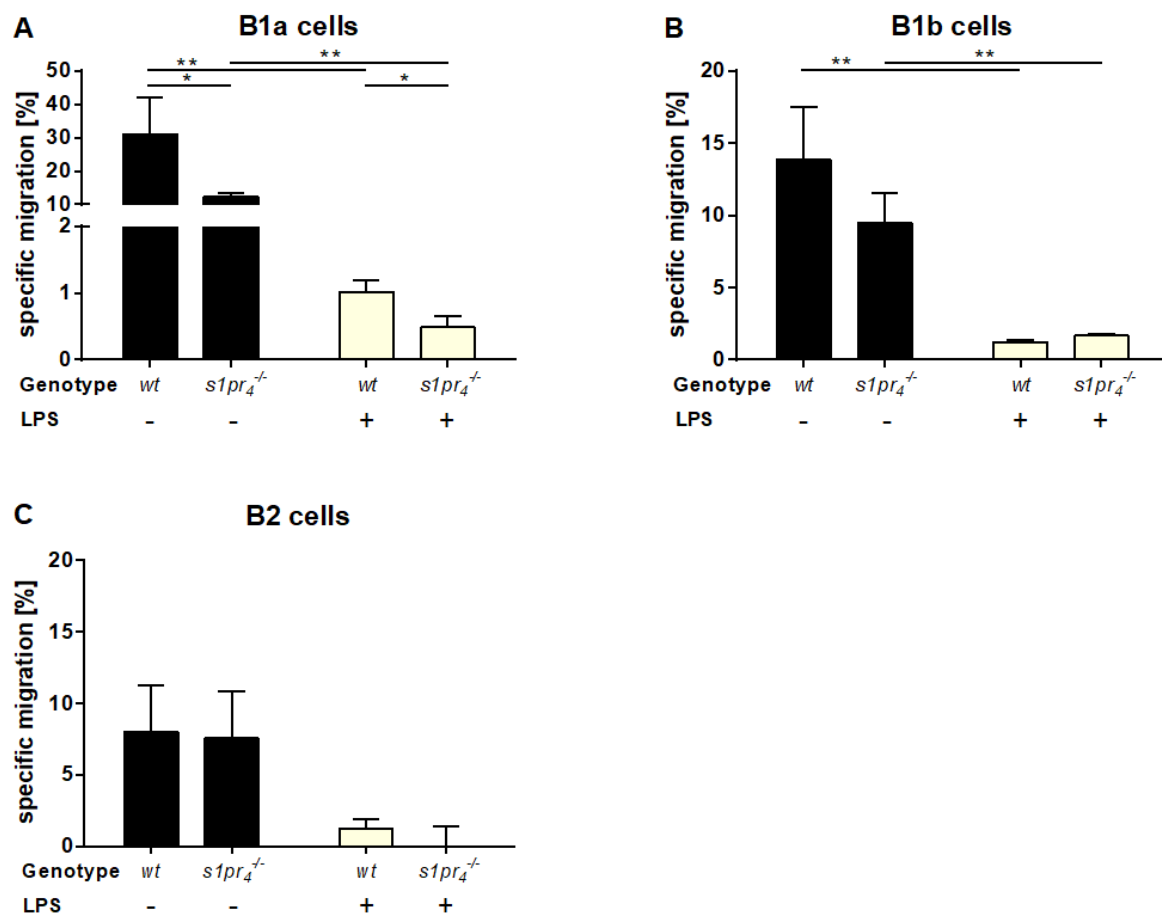 A
B1a cells
** **
* *
specific migration [%]
50
40
30
20
10
2
1
0
Genotype wt s1pr₄⁻/⁻ wt s1pr₄⁻/⁻
LPS - - + +
B
B1b cells
** **
specific migration [%]
20
15
10
5
0
Genotype wt s1pr₄⁻/⁻ wt s1pr₄⁻/⁻
LPS - - + +
C
B2 cells
specific migration [%]
20
15
10
5
0
Genotype wt s1pr₄⁻/⁻ wt s1pr₄⁻/⁻
LPS - - + +